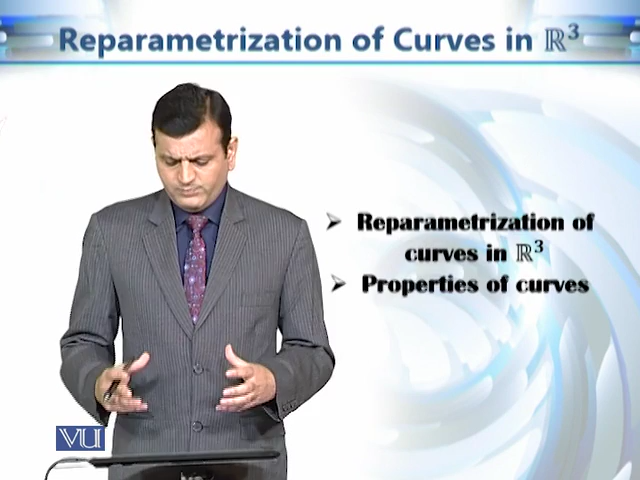 Reparametrization of Curves in ℝ³
➢ Reparametrization of
curves in ℝ³
➢ Properties of curves
VU